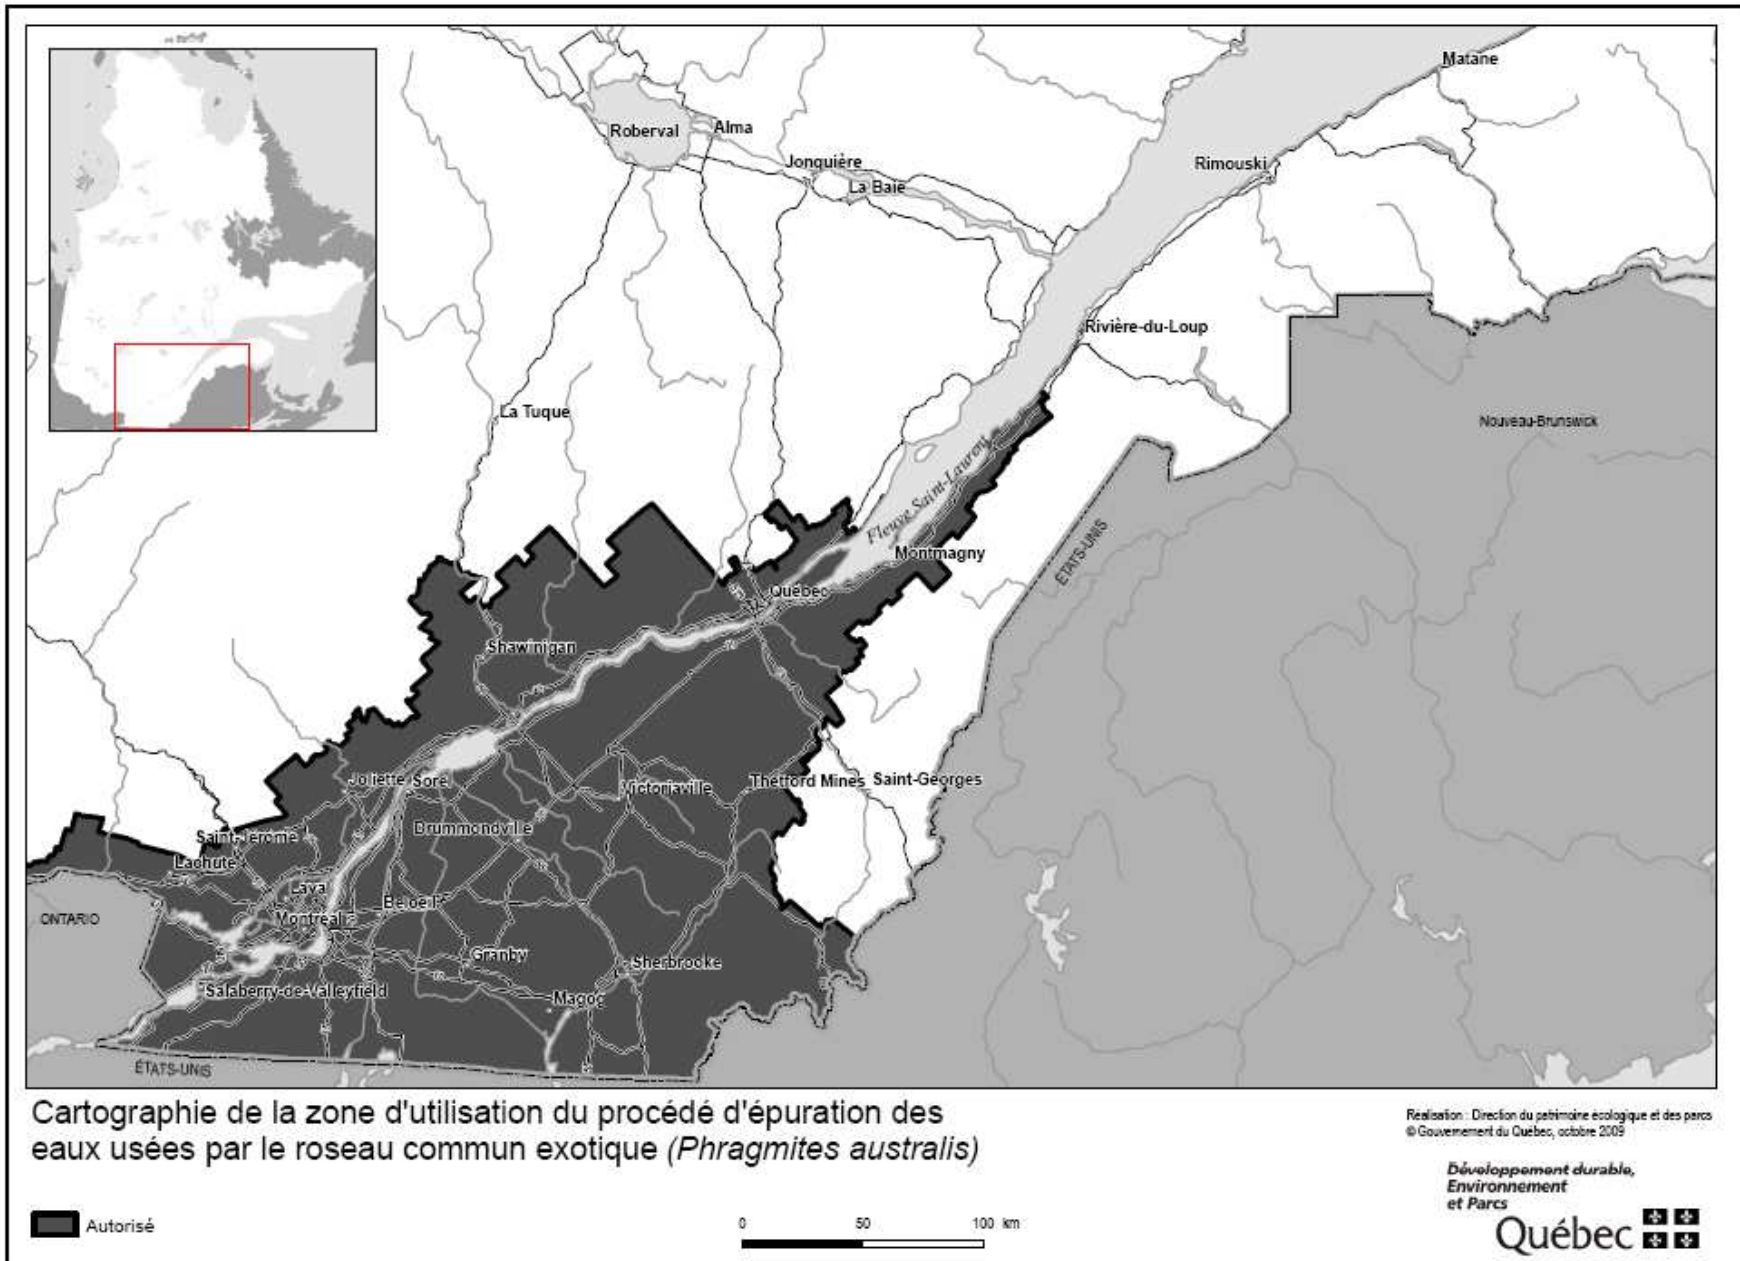 Matane
Roberval
Alma
Jonquière
La Baie
Rimouski
Rivière-du-Loup
La Tuque
Nouveau-Brunswick
Fleuve Saint-Laurent
Montmagny
ÉTATS-UNIS
Québec
Shawinigan
Joliette
Sorel
Victoriaville
Thetford Mines
Saint-Georges
Drummondville
Saint-Jérôme
Lachute
Laval
Beloeil
ONTARIO
Montréal
Granby
Sherbrooke
Salaberry-de-Valleyfield
Magog
ÉTATS-UNIS
Cartographie de la zone d'utilisation du procédé d'épuration des
eaux usées par le roseau commun exotique (Phragmites australis)
Réalisation : Direction du patrimoine écologique et des parcs
© Gouvernement du Québec, octobre 2009
Autorisé
0 50 100 km
Développement durable,
Environnement
et Parcs
Québec